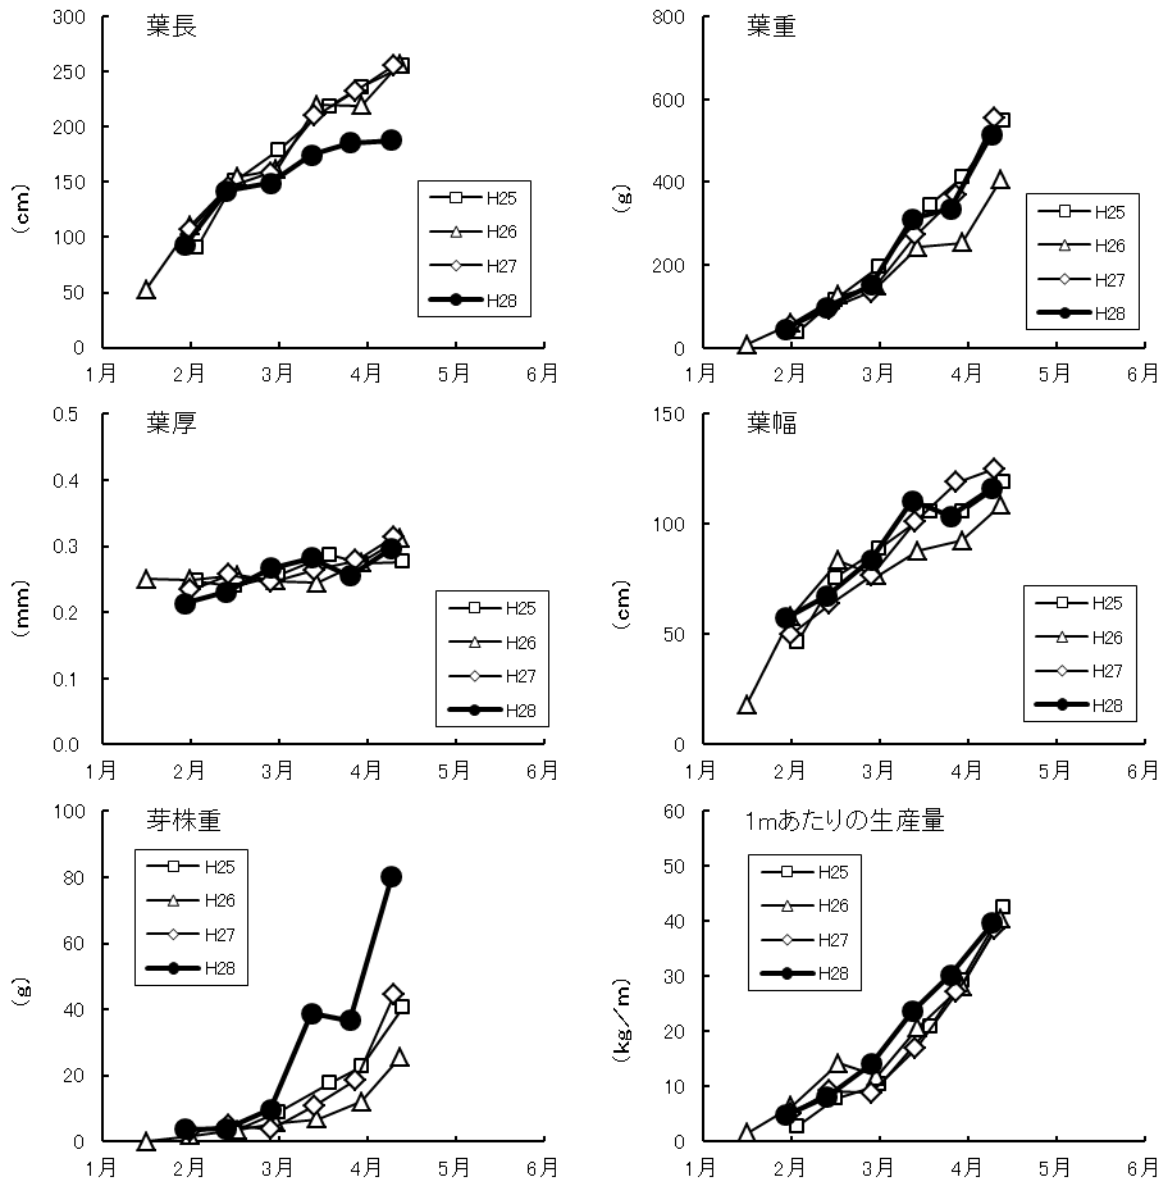 葉長
300
250
200
150
100
50
0
(cm)
H25
H26
H27
H28
1月 2月 3月 4月 5月 6月
葉重
800
600
400
200
0
(g)
H25
H26
H27
H28
1月 2月 3月 4月 5月 6月
葉厚
0.5
0.4
0.3
0.2
0.1
0.0
(mm)
H25
H26
H27
H28
1月 2月 3月 4月 5月 6月
葉幅
150
100
50
0
(cm)
H25
H26
H27
H28
1月 2月 3月 4月 5月 6月
芽株重
100
80
60
40
20
0
(g)
H25
H26
H27
H28
1月 2月 3月 4月 5月 6月
1mあたりの生産量
60
50
40
30
20
10
0
(kg/m)
H25
H26
H27
H28
1月 2月 3月 4月 5月 6月